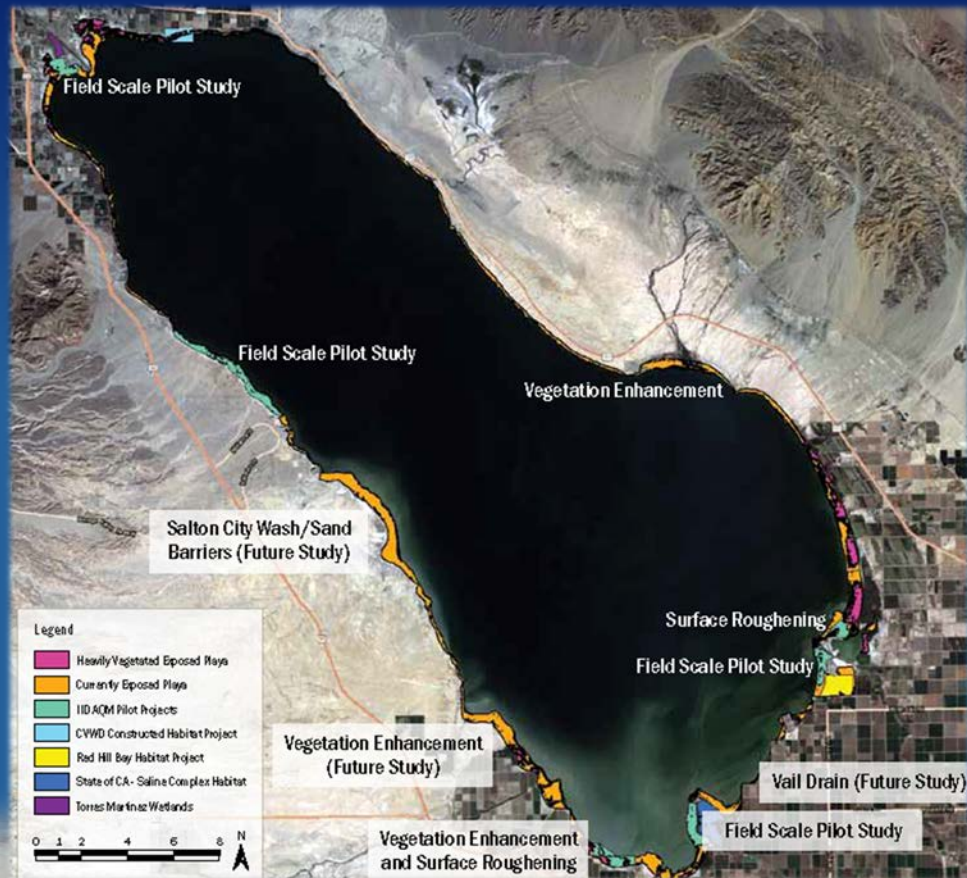 Field Scale Pilot Study
Field Scale Pilot Study
Vegetation Enhancement
Salton City Wash/Sand
Barriers (Future Study)
Surface Roughening
Field Scale Pilot Study
Vegetation Enhancement
(Future Study)
Vail Drain (Future Study)
Field Scale Pilot Study
Vegetation Enhancement
and Surface Roughening
Legend
Heavily Vegetated Exposed Playa
Currently Exposed Playa
IID AQM Pilot Projects
CVWD Constructed Habitat Project
Red Hill Bay Habitat Project
State of CA - Saline Complex Habitat
Torres Martinez Wetlands
0 1 2 4 6 8
N